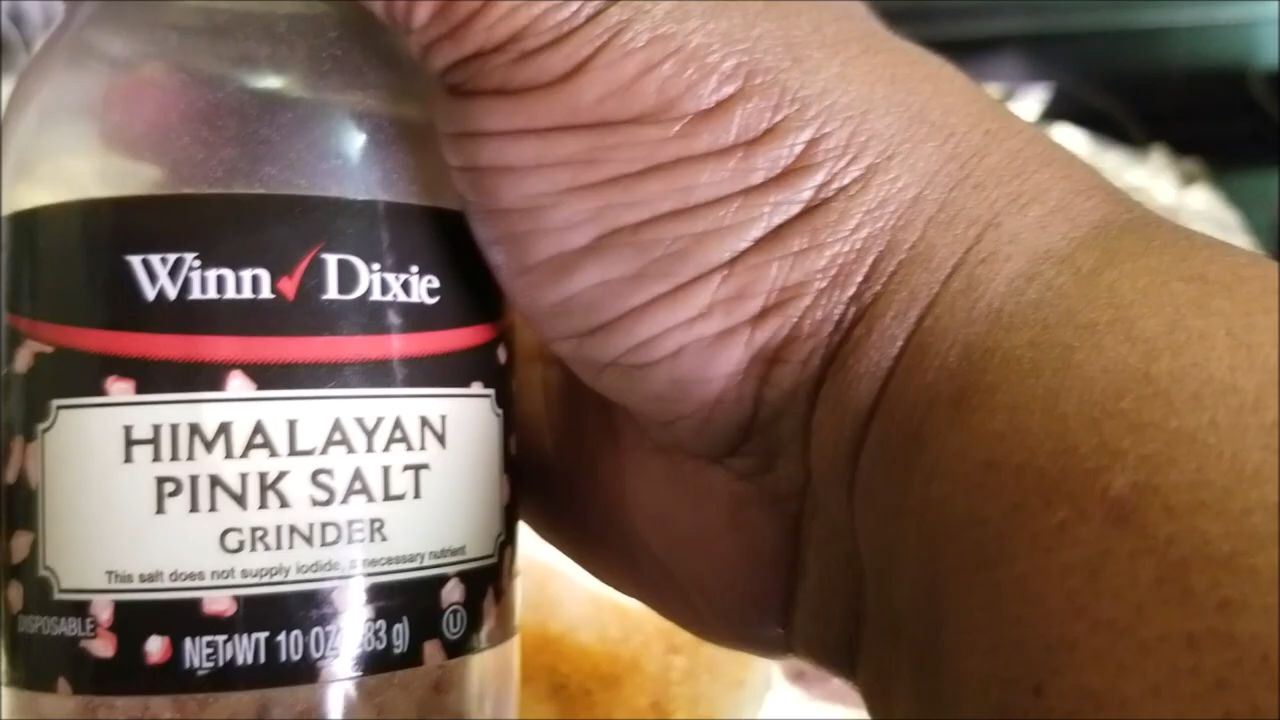 Winn Dixie
HIMALAYAN
PINK SALT
GRINDER
This salt does not supply iodide, a necessary nutrient.
DISPOSABLE
NET WT 10 OZ 83 g)
U